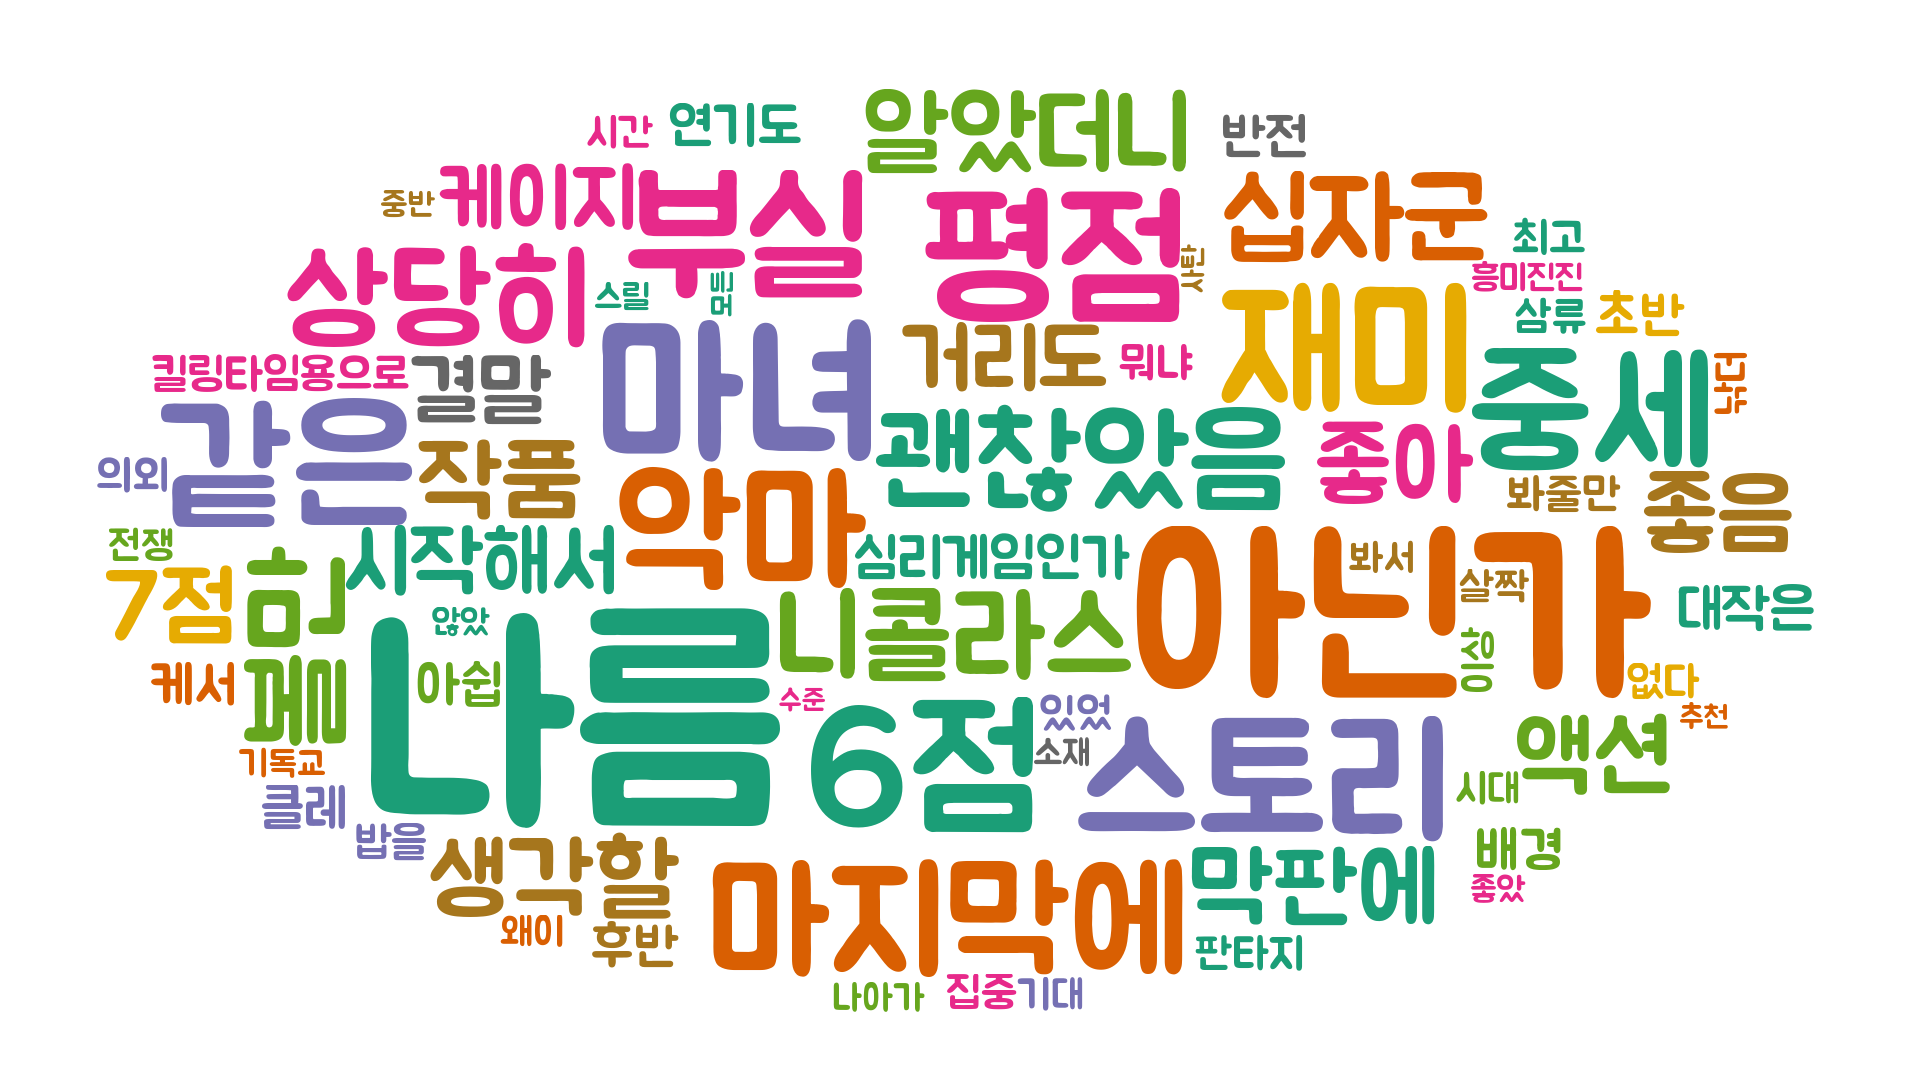 알았더니
시간
연기도
반전
케이지
부실
평점
십자군
중반
최고
상당히
스릴
흥미진진
마녀
재미
삼류
초반
거리도
뭐냐
킬링타임용으로
결말
중세
같은
괜찮았음
좋아
작품
의외
악마
봐줄만
좋음
전쟁
시작해서
심리게임인가
아닌가
봐서
7점
살짝
않았
니콜라스
대작은
케서
아쉽
나름
없다
수준
6점
있었
추천
기독교
소재
스토리
액션
클레
시대
밥을
생각할
막판에
배경
좋았
왜이
후반
마지막에
판타지
나아가
집중
기대